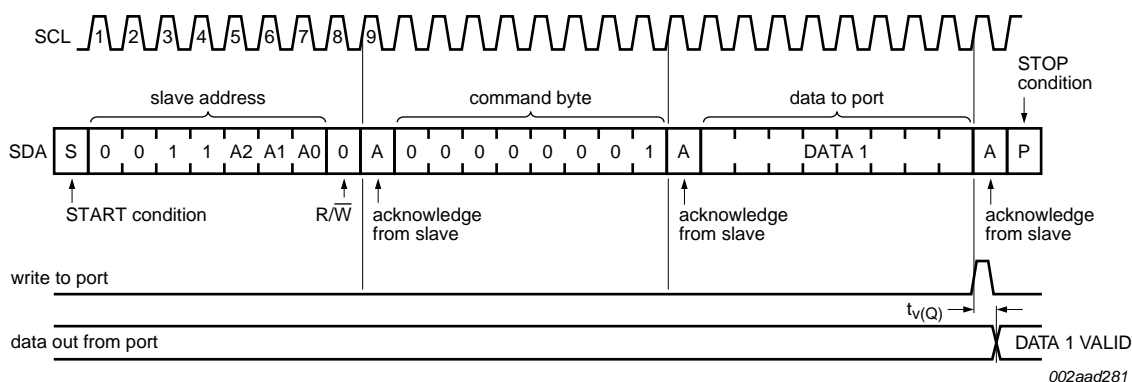 SCL 1 2 3 4 5 6 7 8 9
STOP
condition
slave address command byte data to port
SDA S 0 0 1 1 A2 A1 A0 0 A 0 0 0 0 0 0 0 1 A DATA 1 A P
START condition R/W̅ acknowledge
from slave acknowledge
from slave acknowledge
from slave
write to port
tv(Q)
data out from port DATA 1 VALID
002aad281